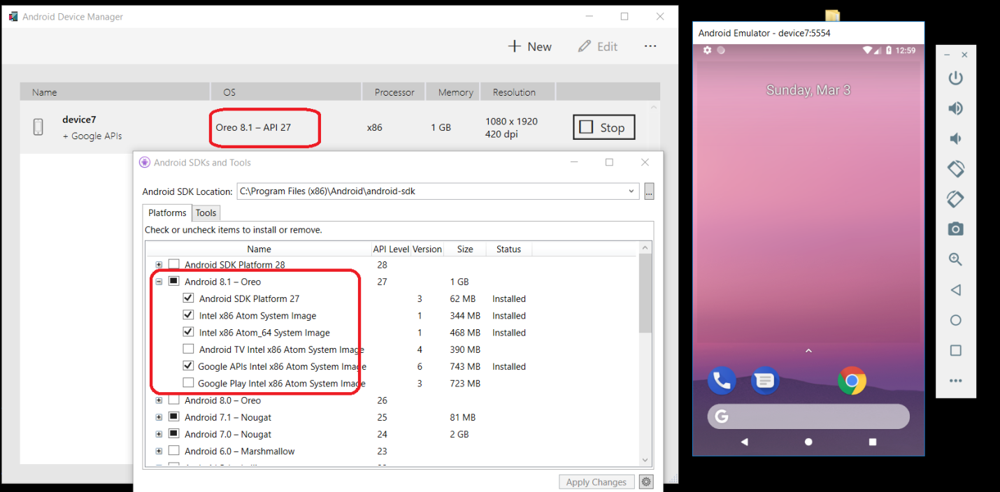 Android Device Manager
New Edit ...
Name OS Processor Memory Resolution
device7
+ Google APIs
Oreo 8.1 – API 27 x86 1 GB
1080 x 1920
420 dpi
Stop
Android SDKs and Tools
Android SDK Location: C:\Program Files (x86)\Android\android-sdk ...
Platforms Tools
Check or uncheck items to install or remove.
Name API Level Version Size Status
Android SDK Platform 28 28
Android 8.1 – Oreo 27 1 GB
Android SDK Platform 27 3 62 MB Installed
Intel x86 Atom System Image 1 344 MB Installed
Intel x86 Atom_64 System Image 1 468 MB Installed
Android TV Intel x86 Atom System Image 4 390 MB
Google APIs Intel x86 Atom System Image 6 743 MB Installed
Google Play Intel x86 Atom System Image 3 723 MB
Android 8.0 – Oreo 26
Android 7.1 – Nougat 25 81 MB
Android 7.0 – Nougat 24 2 GB
Android 6.0 – Marshmallow 23
Apply Changes
Android Emulator - device7:5554
12:59
Sunday, Mar 3
G